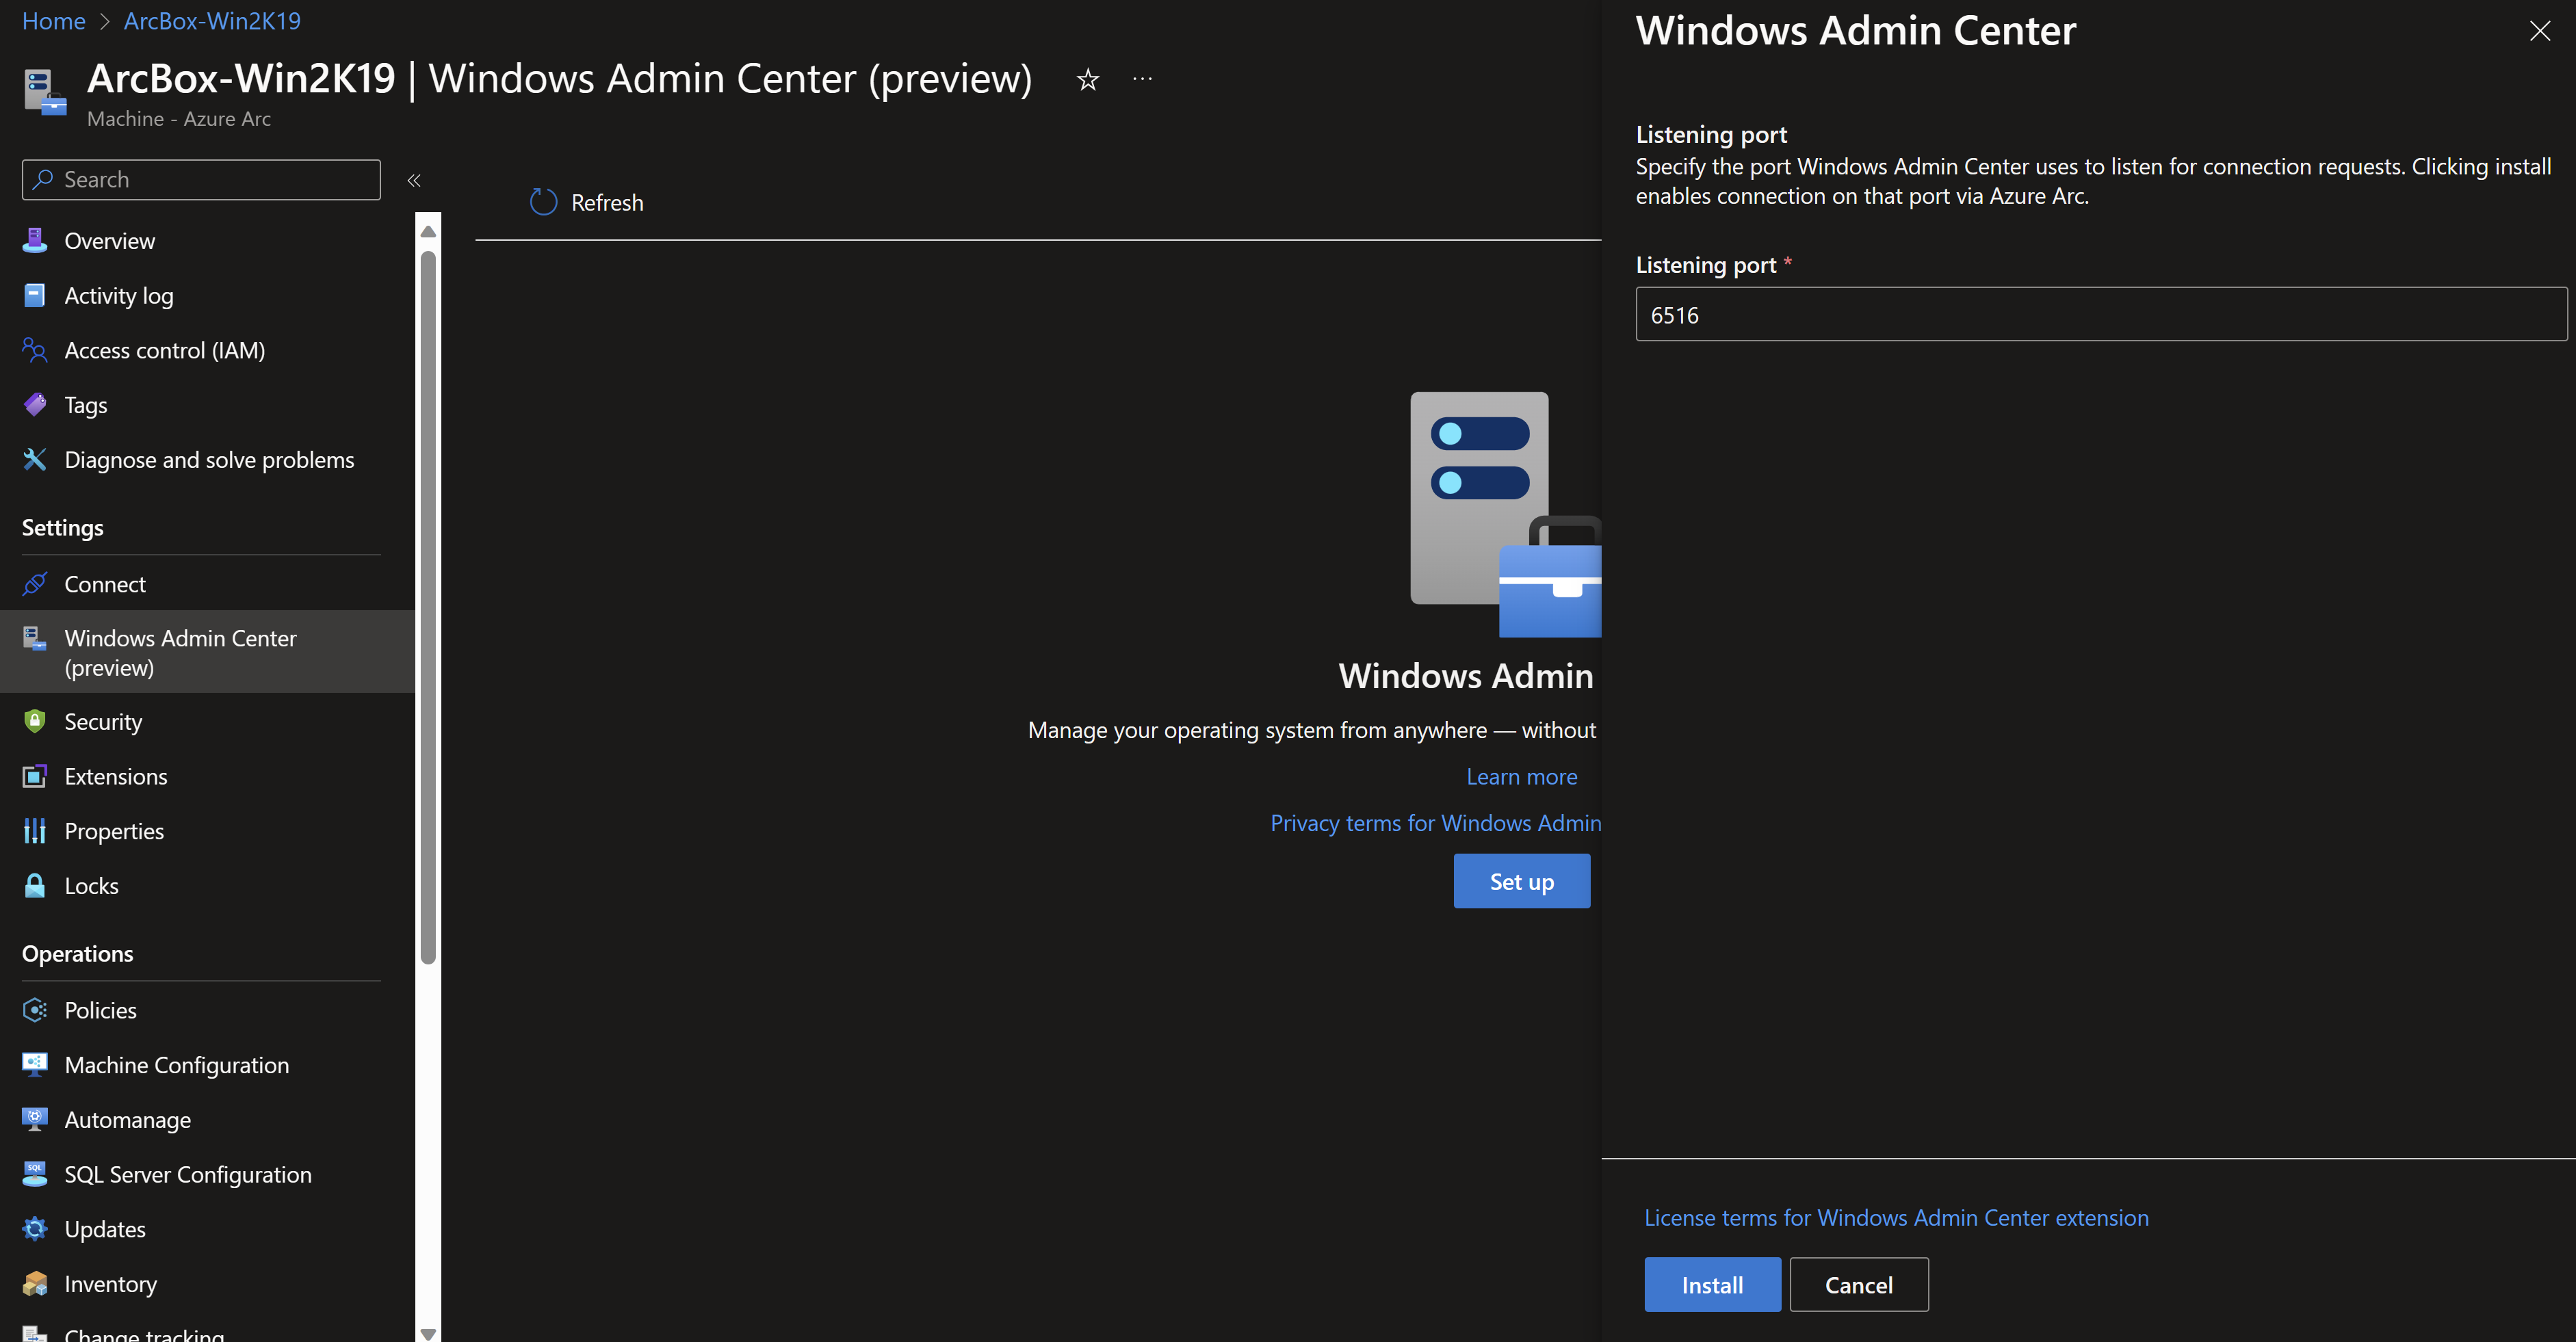 Home > ArcBox-Win2K19
ArcBox-Win2K19 | Windows Admin Center (preview)
Machine - Azure Arc
Search
Overview
Activity log
Access control (IAM)
Tags
Diagnose and solve problems
Settings
Connect
Windows Admin Center
(preview)
Security
Extensions
Properties
Locks
Operations
Policies
Machine Configuration
Automanage
SQL Server Configuration
Updates
Inventory
Change tracking
Refresh
Windows Admin
Manage your operating system from anywhere — without
Learn more
Privacy terms for Windows Admin
Set up
Windows Admin Center
Listening port
Specify the port Windows Admin Center uses to listen for connection requests. Clicking install
enables connection on that port via Azure Arc.
Listening port *
6516
License terms for Windows Admin Center extension
Install
Cancel